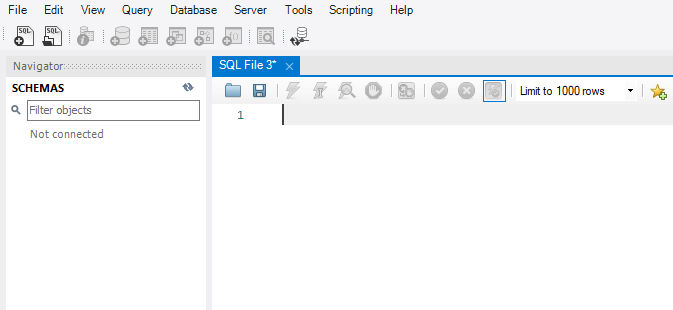 File Edit View Query Database Server Tools Scripting Help
SQL SQL
Navigator
SQL File 3*
SCHEMAS
Filter objects
Not connected
Limit to 1000 rows
1